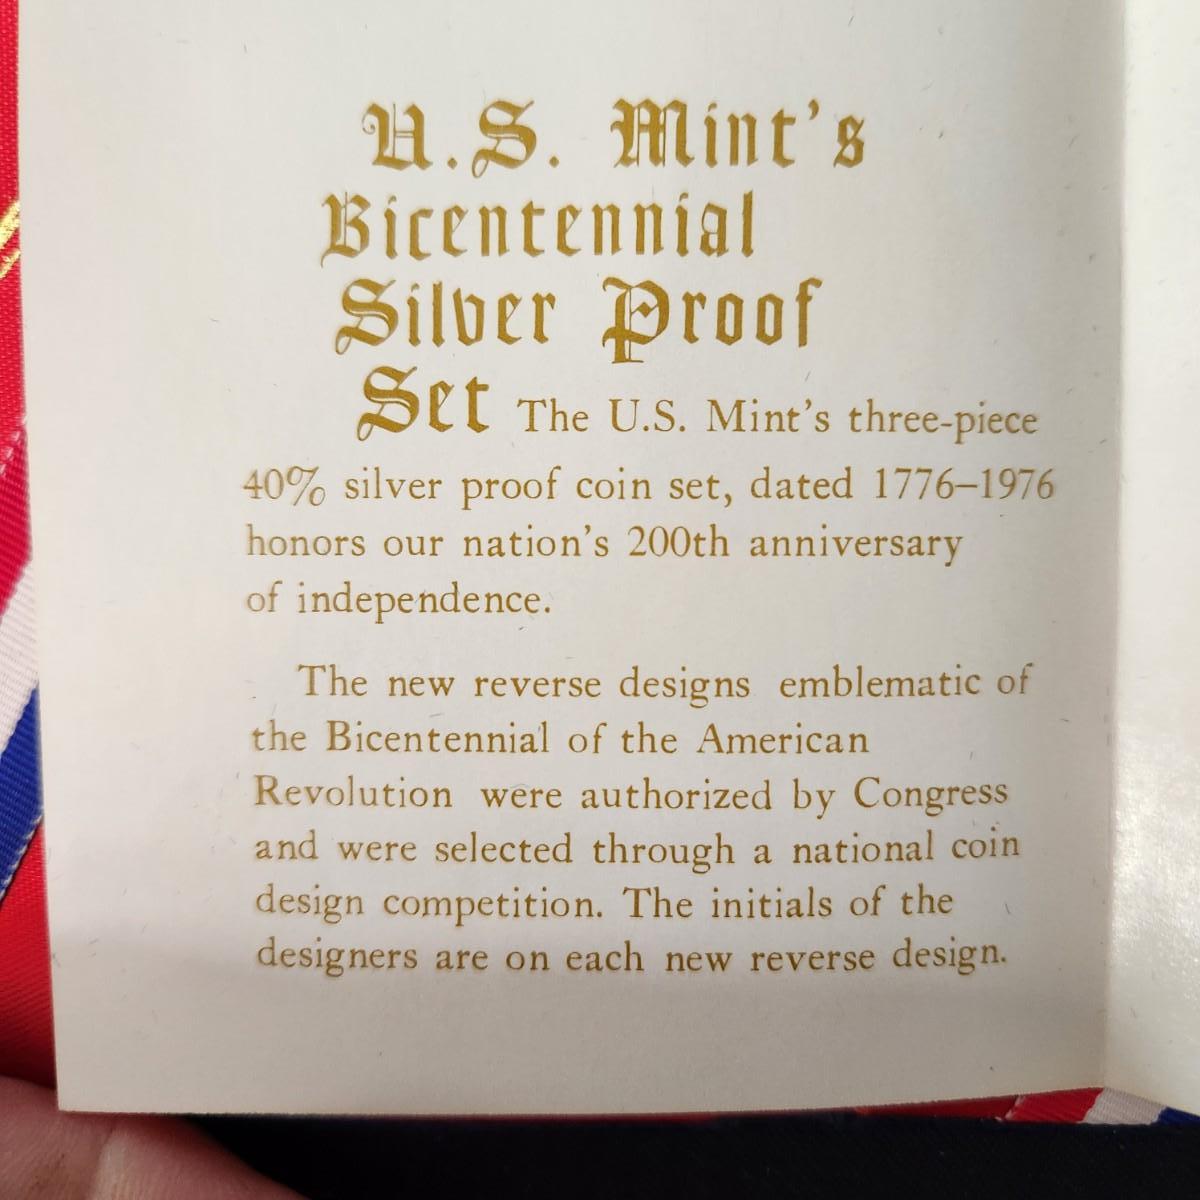 U.S. Mint's
Bicentennial
Silver Proof
Set The U.S. Mint's three-piece
40% silver proof coin set, dated 1776–1976
honors our nation's 200th anniversary
of independence.
The new reverse designs emblematic of
the Bicentennial of the American
Revolution were authorized by Congress
and were selected through a national coin
design competition. The initials of the
designers are on each new reverse design.